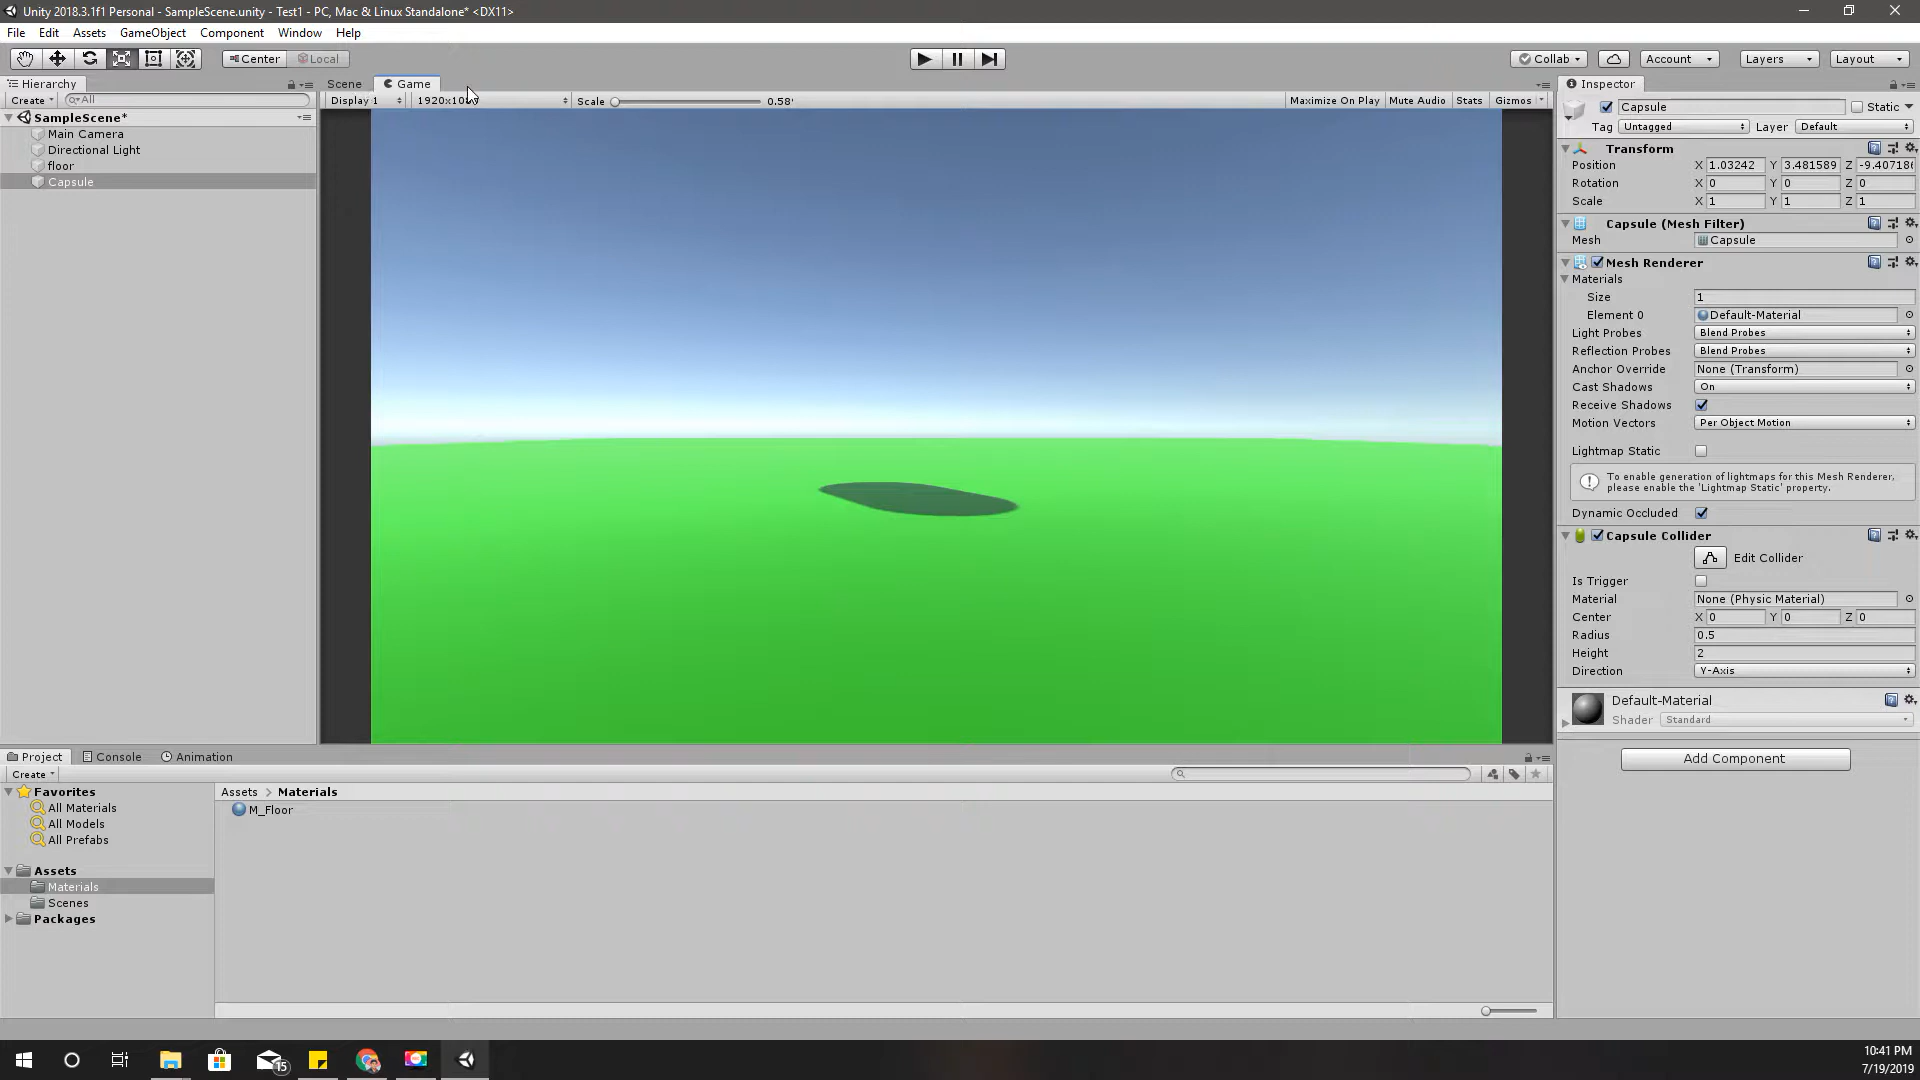 Unity 2018.3.1f1 Personal - SampleScene.unity - Test1 - PC, Mac & Linux Standalone* <DX11>
File Edit Assets GameObject Component Window Help
Center Local Collab Account Layers Layout
Hierarchy
Create All
SampleScene*
Main Camera
Directional Light
floor
Capsule
Scene Game
Display 1 Scale 0.58 Maximize On Play Mute Audio Stats Gizmos
Inspector
Capsule Static
Tag Untagged Layer Default
Transform
Position X 1.03242 Y 3.481589 Z
Rotation X 0 Y 0 Z 0
Scale X 1 Y 1 Z 1
Capsule (Mesh Filter)
Mesh Capsule
Mesh Renderer
Materials
Size 1
Element 0 Default-Material
Light Probes Blend Probes
Reflection Probes Blend Probes
Anchor Override None (Transform)
Cast Shadows On
Receive Shadows
Motion Vectors Per Object Motion
Lightmap Static
To enable generation of lightmaps for this Mesh Renderer,
please enable the 'Lightmap Static' property.
Dynamic Occluded
Capsule Collider
Edit Collider
Is Trigger
Material None (Physic Material)
Center X 0 Y 0 Z 0
Radius 0.5
Height 2
Direction Y-Axis
Default-Material
Shader Standard
Add Component
Project Console Animation
Create
Favorites
All Materials
All Models
All Prefabs
Assets
Materials
Scenes
Packages
Assets > Materials
M_Floor
15
10:41 PM
7/19/2019